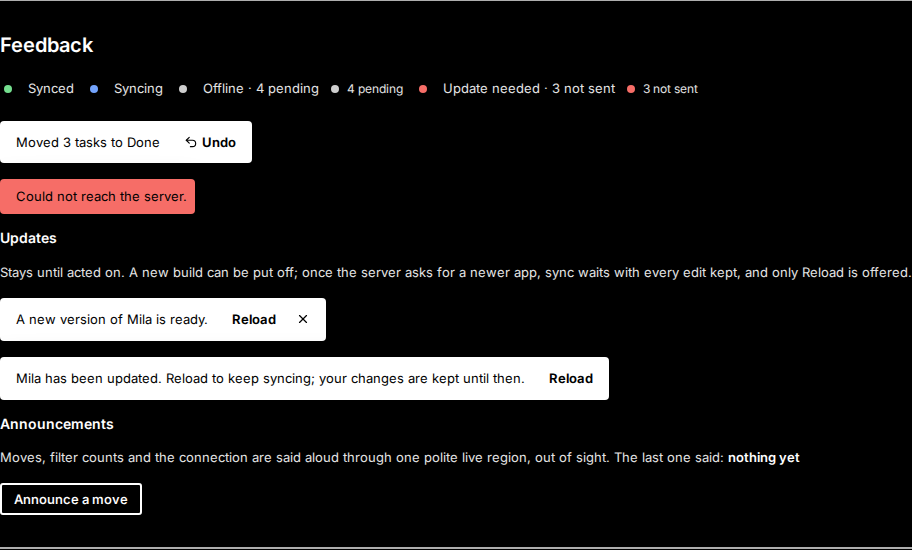 Feedback
Synced Syncing Offline · 4 pending 4 pending Update needed · 3 not sent 3 not sent
Moved 3 tasks to Done Undo
Could not reach the server.
Updates
Stays until acted on. A new build can be put off; once the server asks for a newer app, sync waits with every edit kept, and only Reload is offered.
A new version of Mila is ready. Reload
Mila has been updated. Reload to keep syncing; your changes are kept until then. Reload
Announcements
Moves, filter counts and the connection are said aloud through one polite live region, out of sight. The last one said: nothing yet
Announce a move